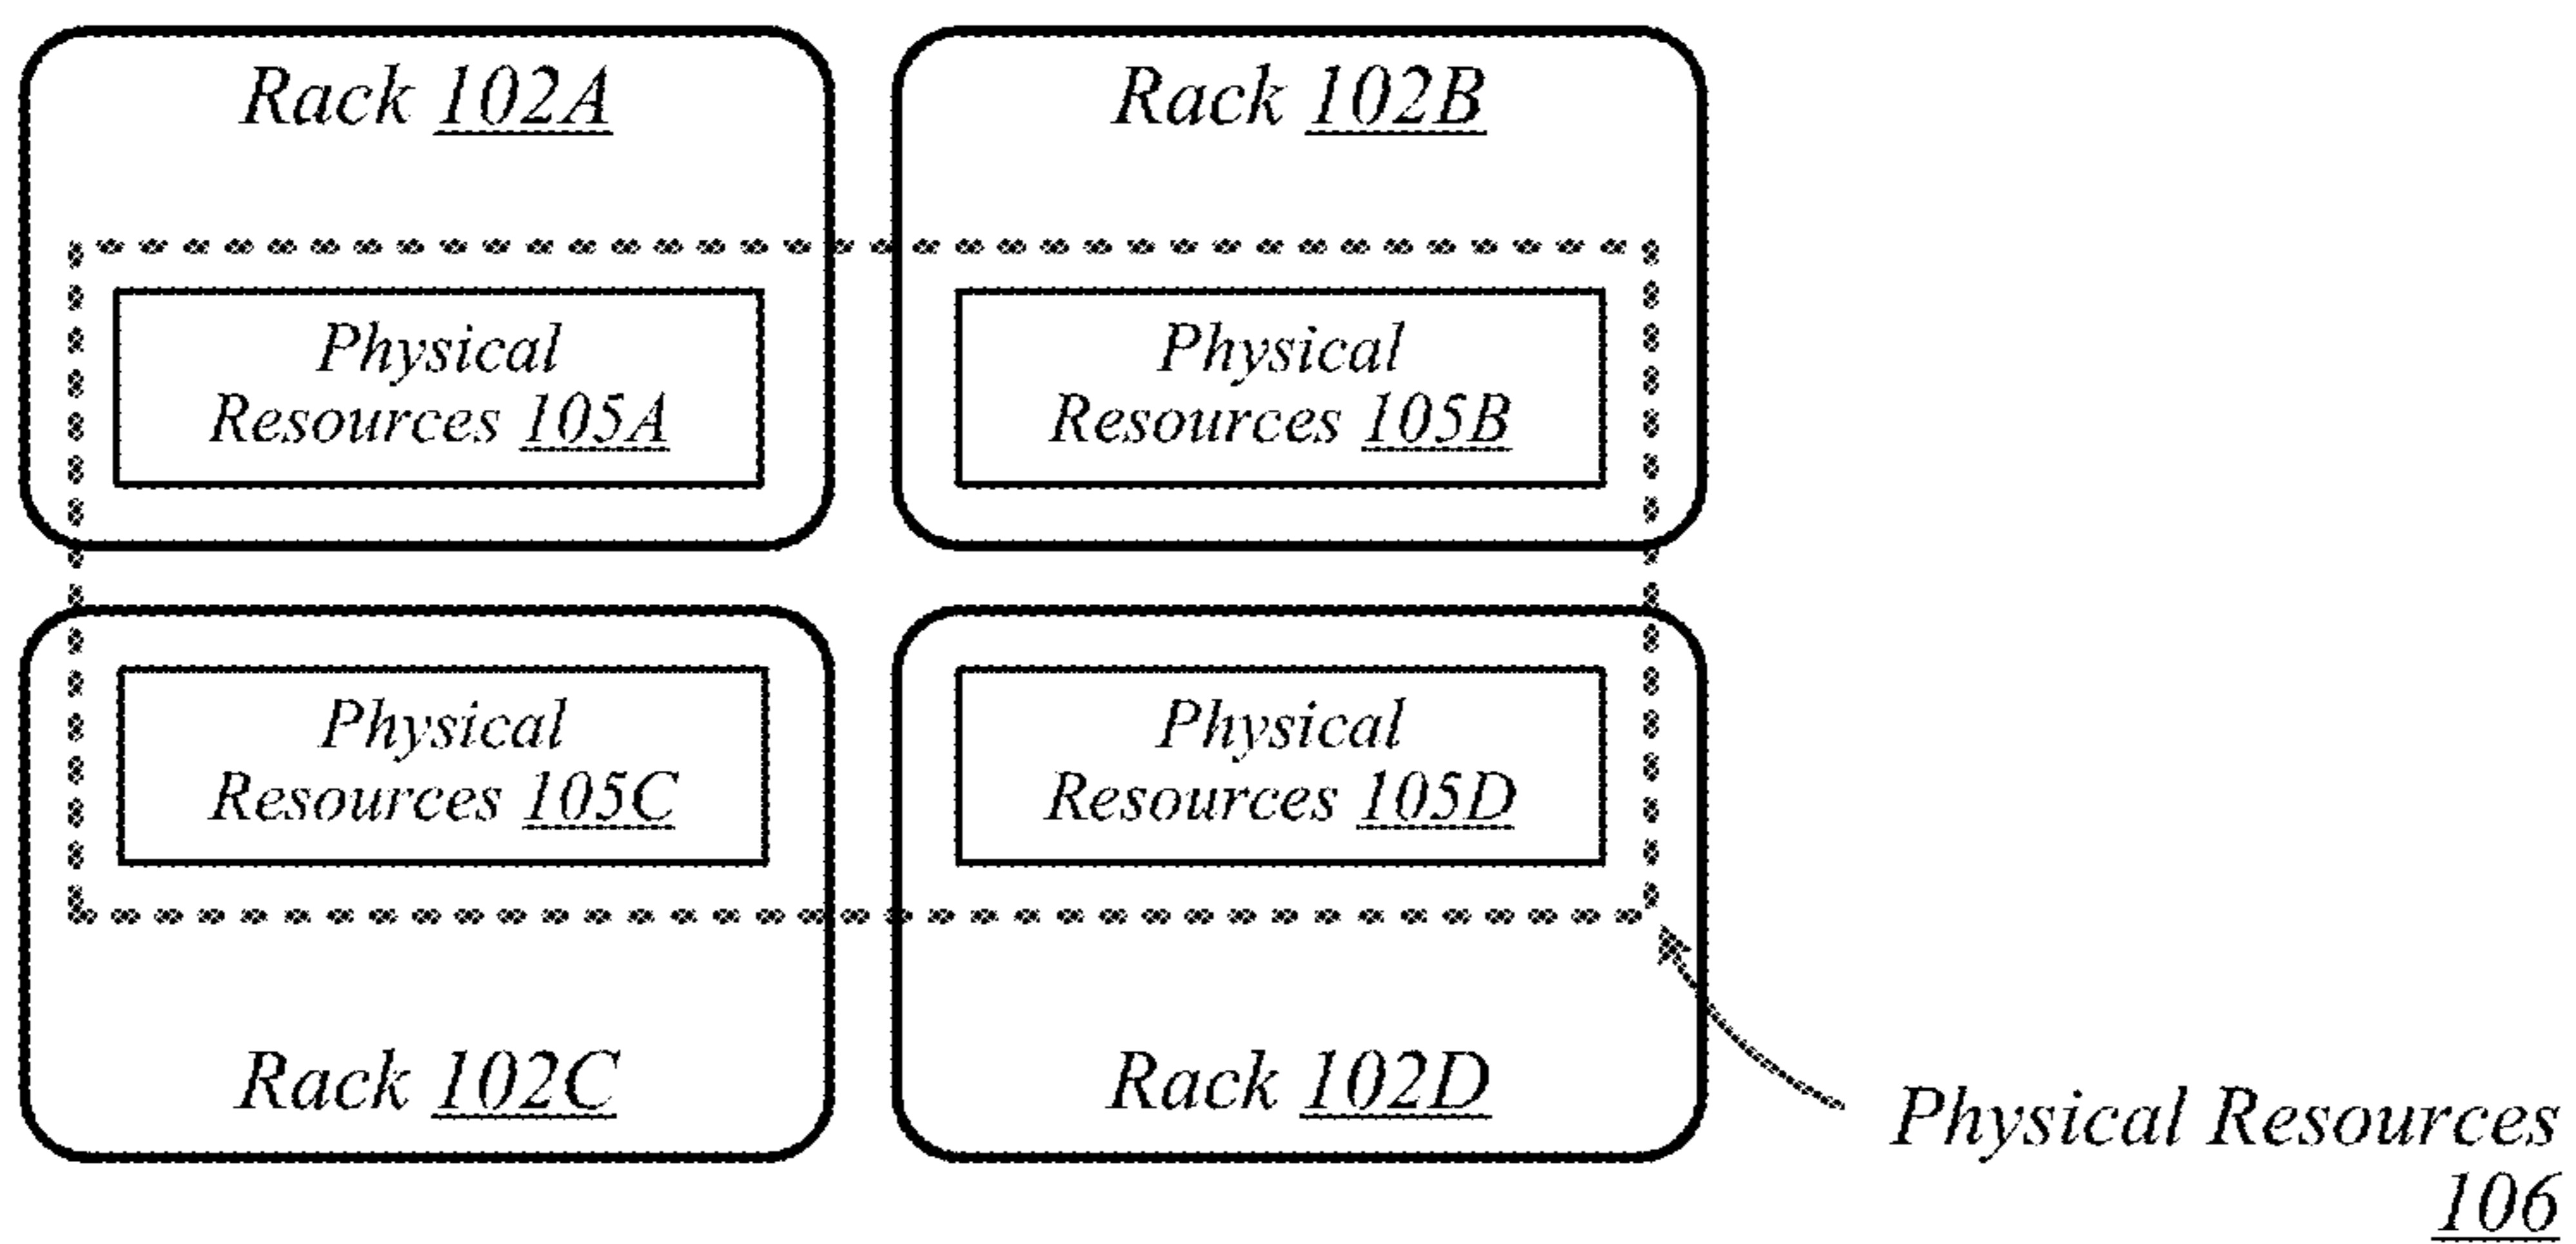 Rack 102A
Rack 102B
Physical
Resources 105A
Physical
Resources 105B
Physical
Resources 105C
Physical
Resources 105D
Rack 102C
Rack 102D
Physical Resources
106